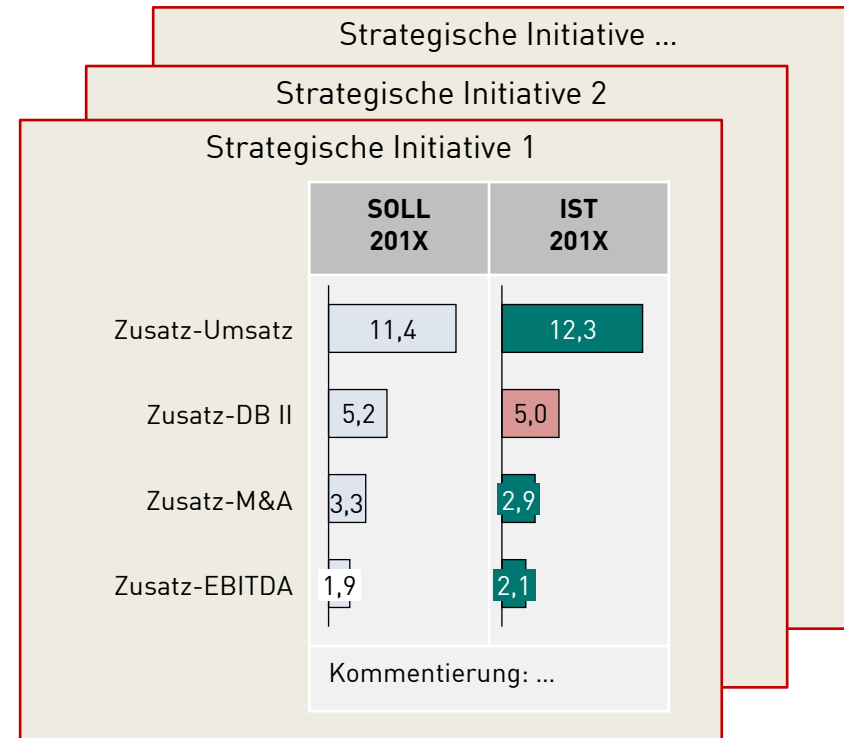 Strategische Initiative ...
Strategische Initiative 2
Strategische Initiative 1
SOLL IST
201X 201X
Zusatz-Umsatz 11,4 12,3
Zusatz-DB II 5,2 5,0
Zusatz-M&A 3,3 2,9
Zusatz-EBITDA 1,9 2,1
Kommentierung: ...